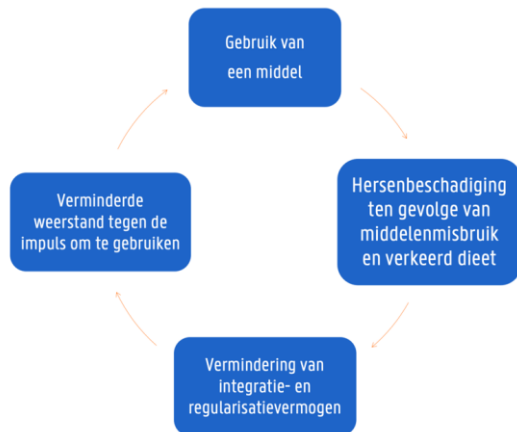 Gebruik van
een middel
Hersenbeschadiging
ten gevolge van
middelenmisbruik
en verkeerd dieet
Vermindering van
integratie- en
regularisatievermogen
Verminderde
weerstand tegen de
impuls om te gebruiken